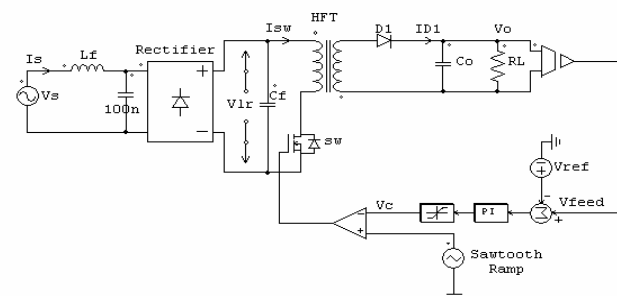 HFT
Is
Lf
Rectifier
Isw
D1
ID1
Vo
+
Vs
100n
Vlr
Cf
Co
RL
−
sw
Vref
−
Vc
PI
Σ
Vfeed
+
−
+
Sawtooth
Ramp